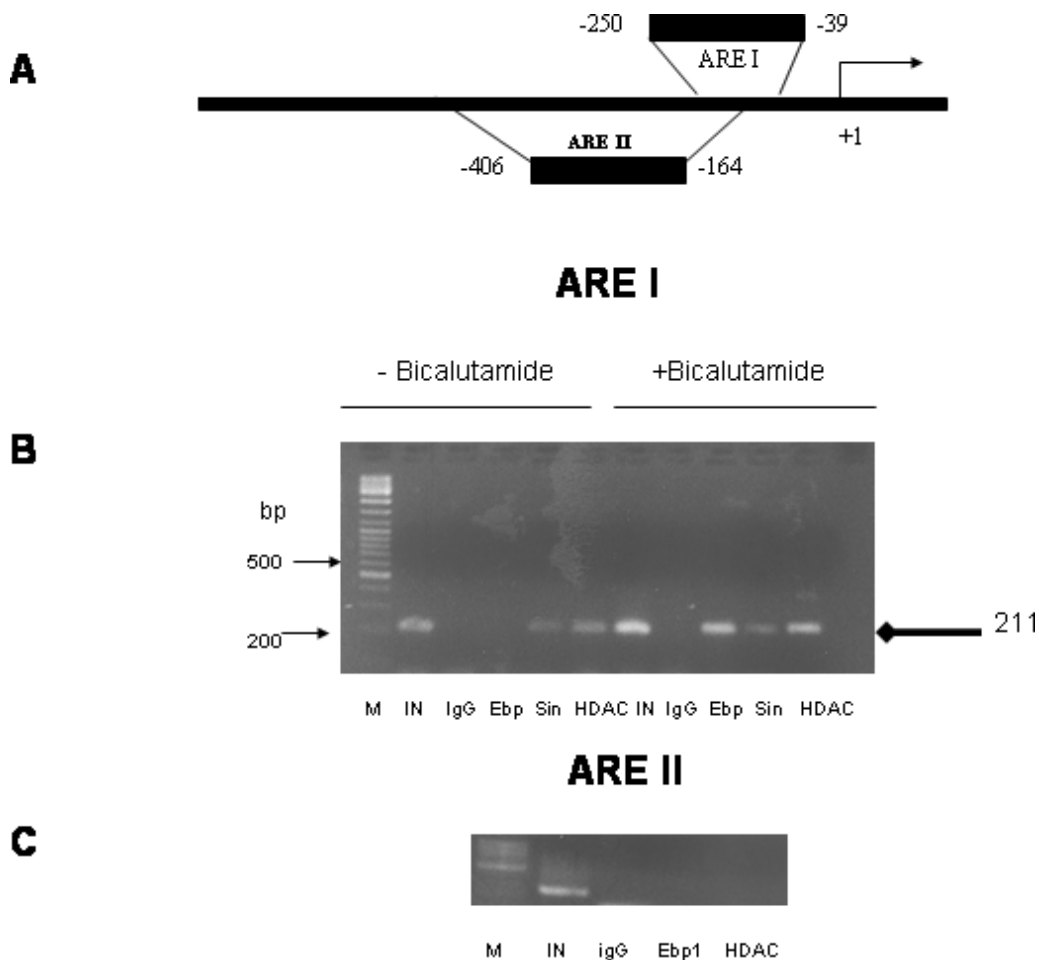 A
-250
-39
ARE I
+1
ARE II
-406
-164
ARE I
- Bicalutamide +Bicalutamide
B
bp
500
200
211
M IN IgG Ebp Sin HDAC IN IgG Ebp Sin HDAC
ARE II
C
M IN igG Ebp1 HDAC